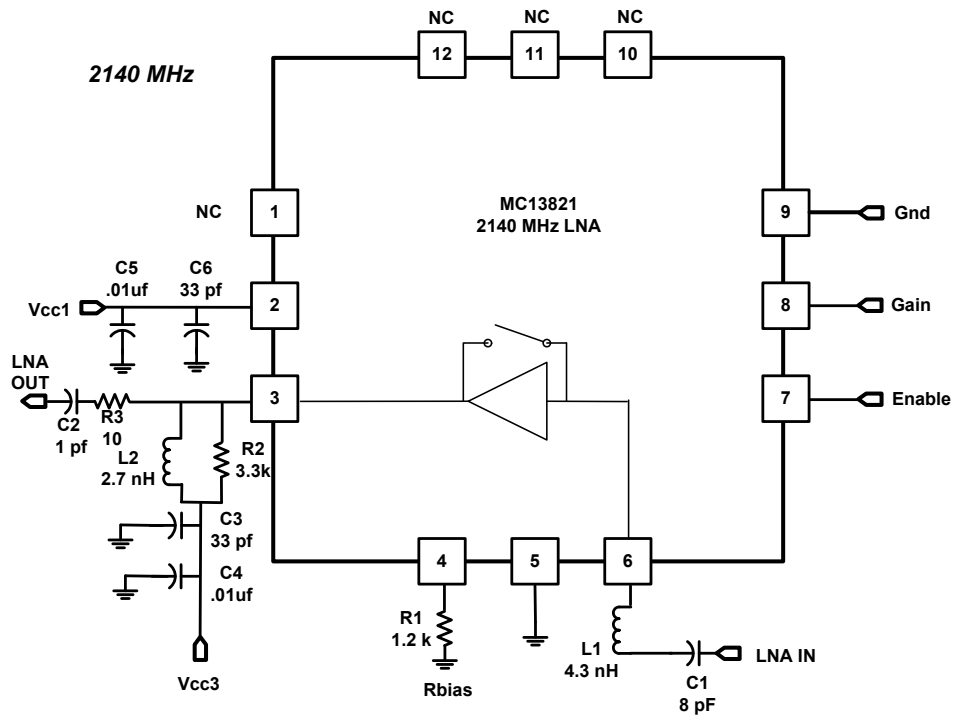 NC
NC
NC
12
11
10
2140 MHz
MC13821
2140 MHz LNA
NC
1
9
Gnd
C5
.01uf
C6
33 pf
Vcc1
2
8
Gain
LNA
OUT
3
7
Enable
C2
1 pf
R3
10
L2
2.7 nH
R2
3.3k
C3
33 pf
C4
.01uf
Vcc3
4
5
6
R1
1.2 k
Rbias
L1
4.3 nH
C1
8 pF
LNA IN